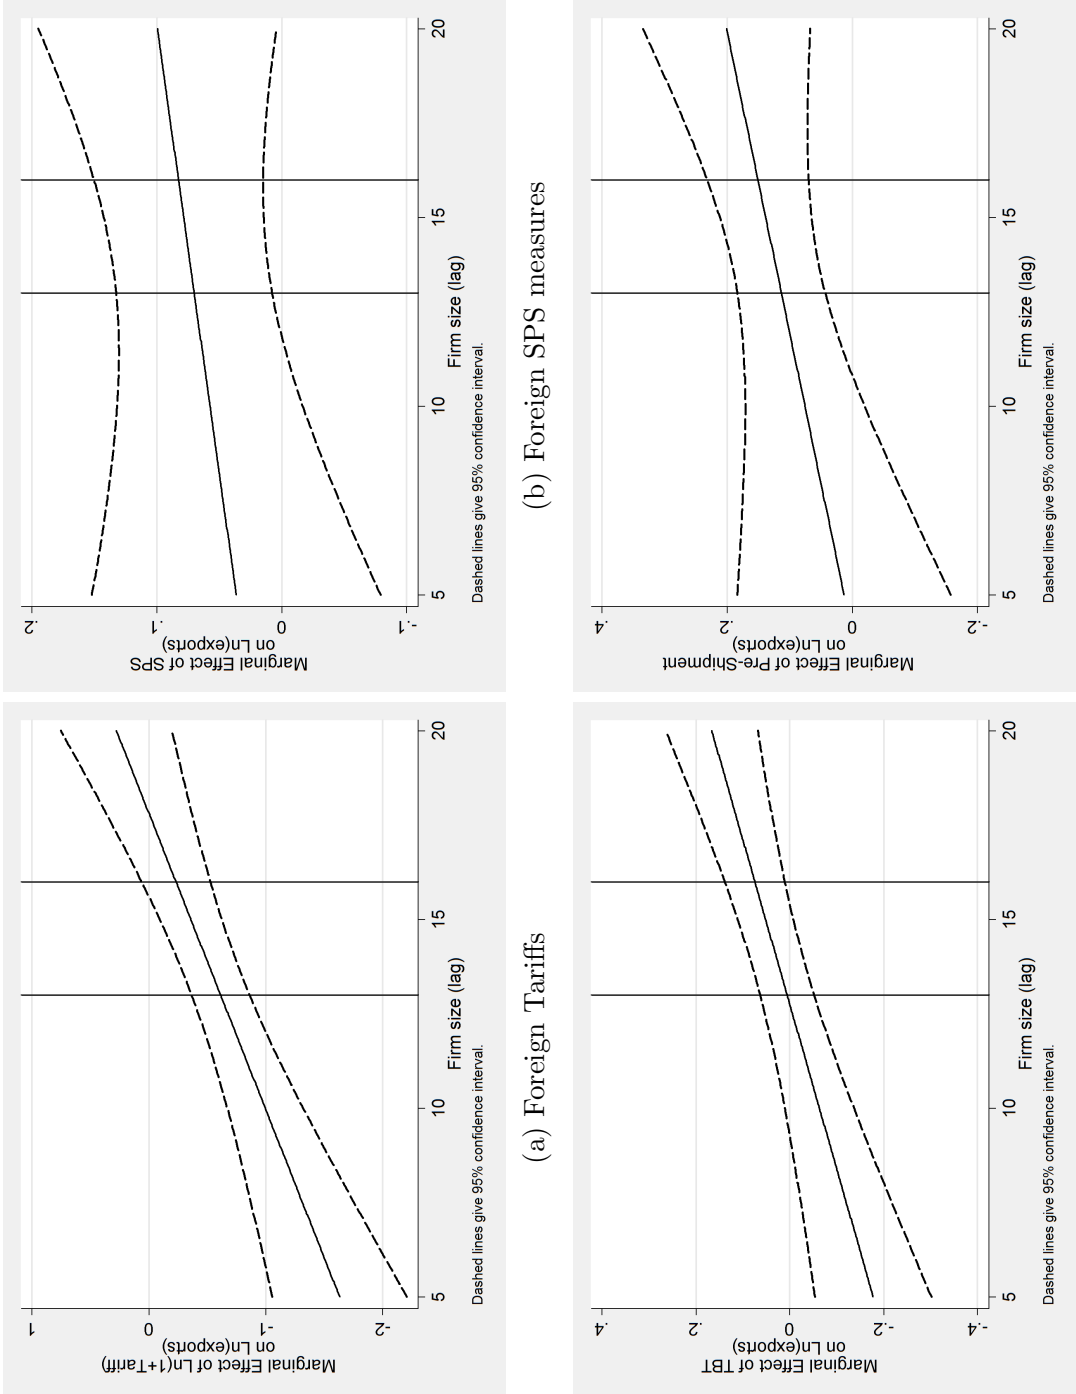 Marginal Effect of Ln(1+Tariff)
on Ln(exports)
1
0
-1
-2
5
10
15
20
Firm size (lag)
Dashed lines give 95% confidence interval.
(a) Foreign Tariffs
Marginal Effect of SPS
on Ln(exports)
.2
.1
0
-.1
5
10
15
20
Firm size (lag)
Dashed lines give 95% confidence interval.
(b) Foreign SPS measures
Marginal Effect of TBT
on Ln(exports)
.4
.2
0
-.2
-.4
5
10
15
20
Firm size (lag)
Dashed lines give 95% confidence interval.
Marginal Effect of Pre-Shipment
on Ln(exports)
.4
.2
0
-.2
5
10
15
20
Firm size (lag)
Dashed lines give 95% confidence interval.